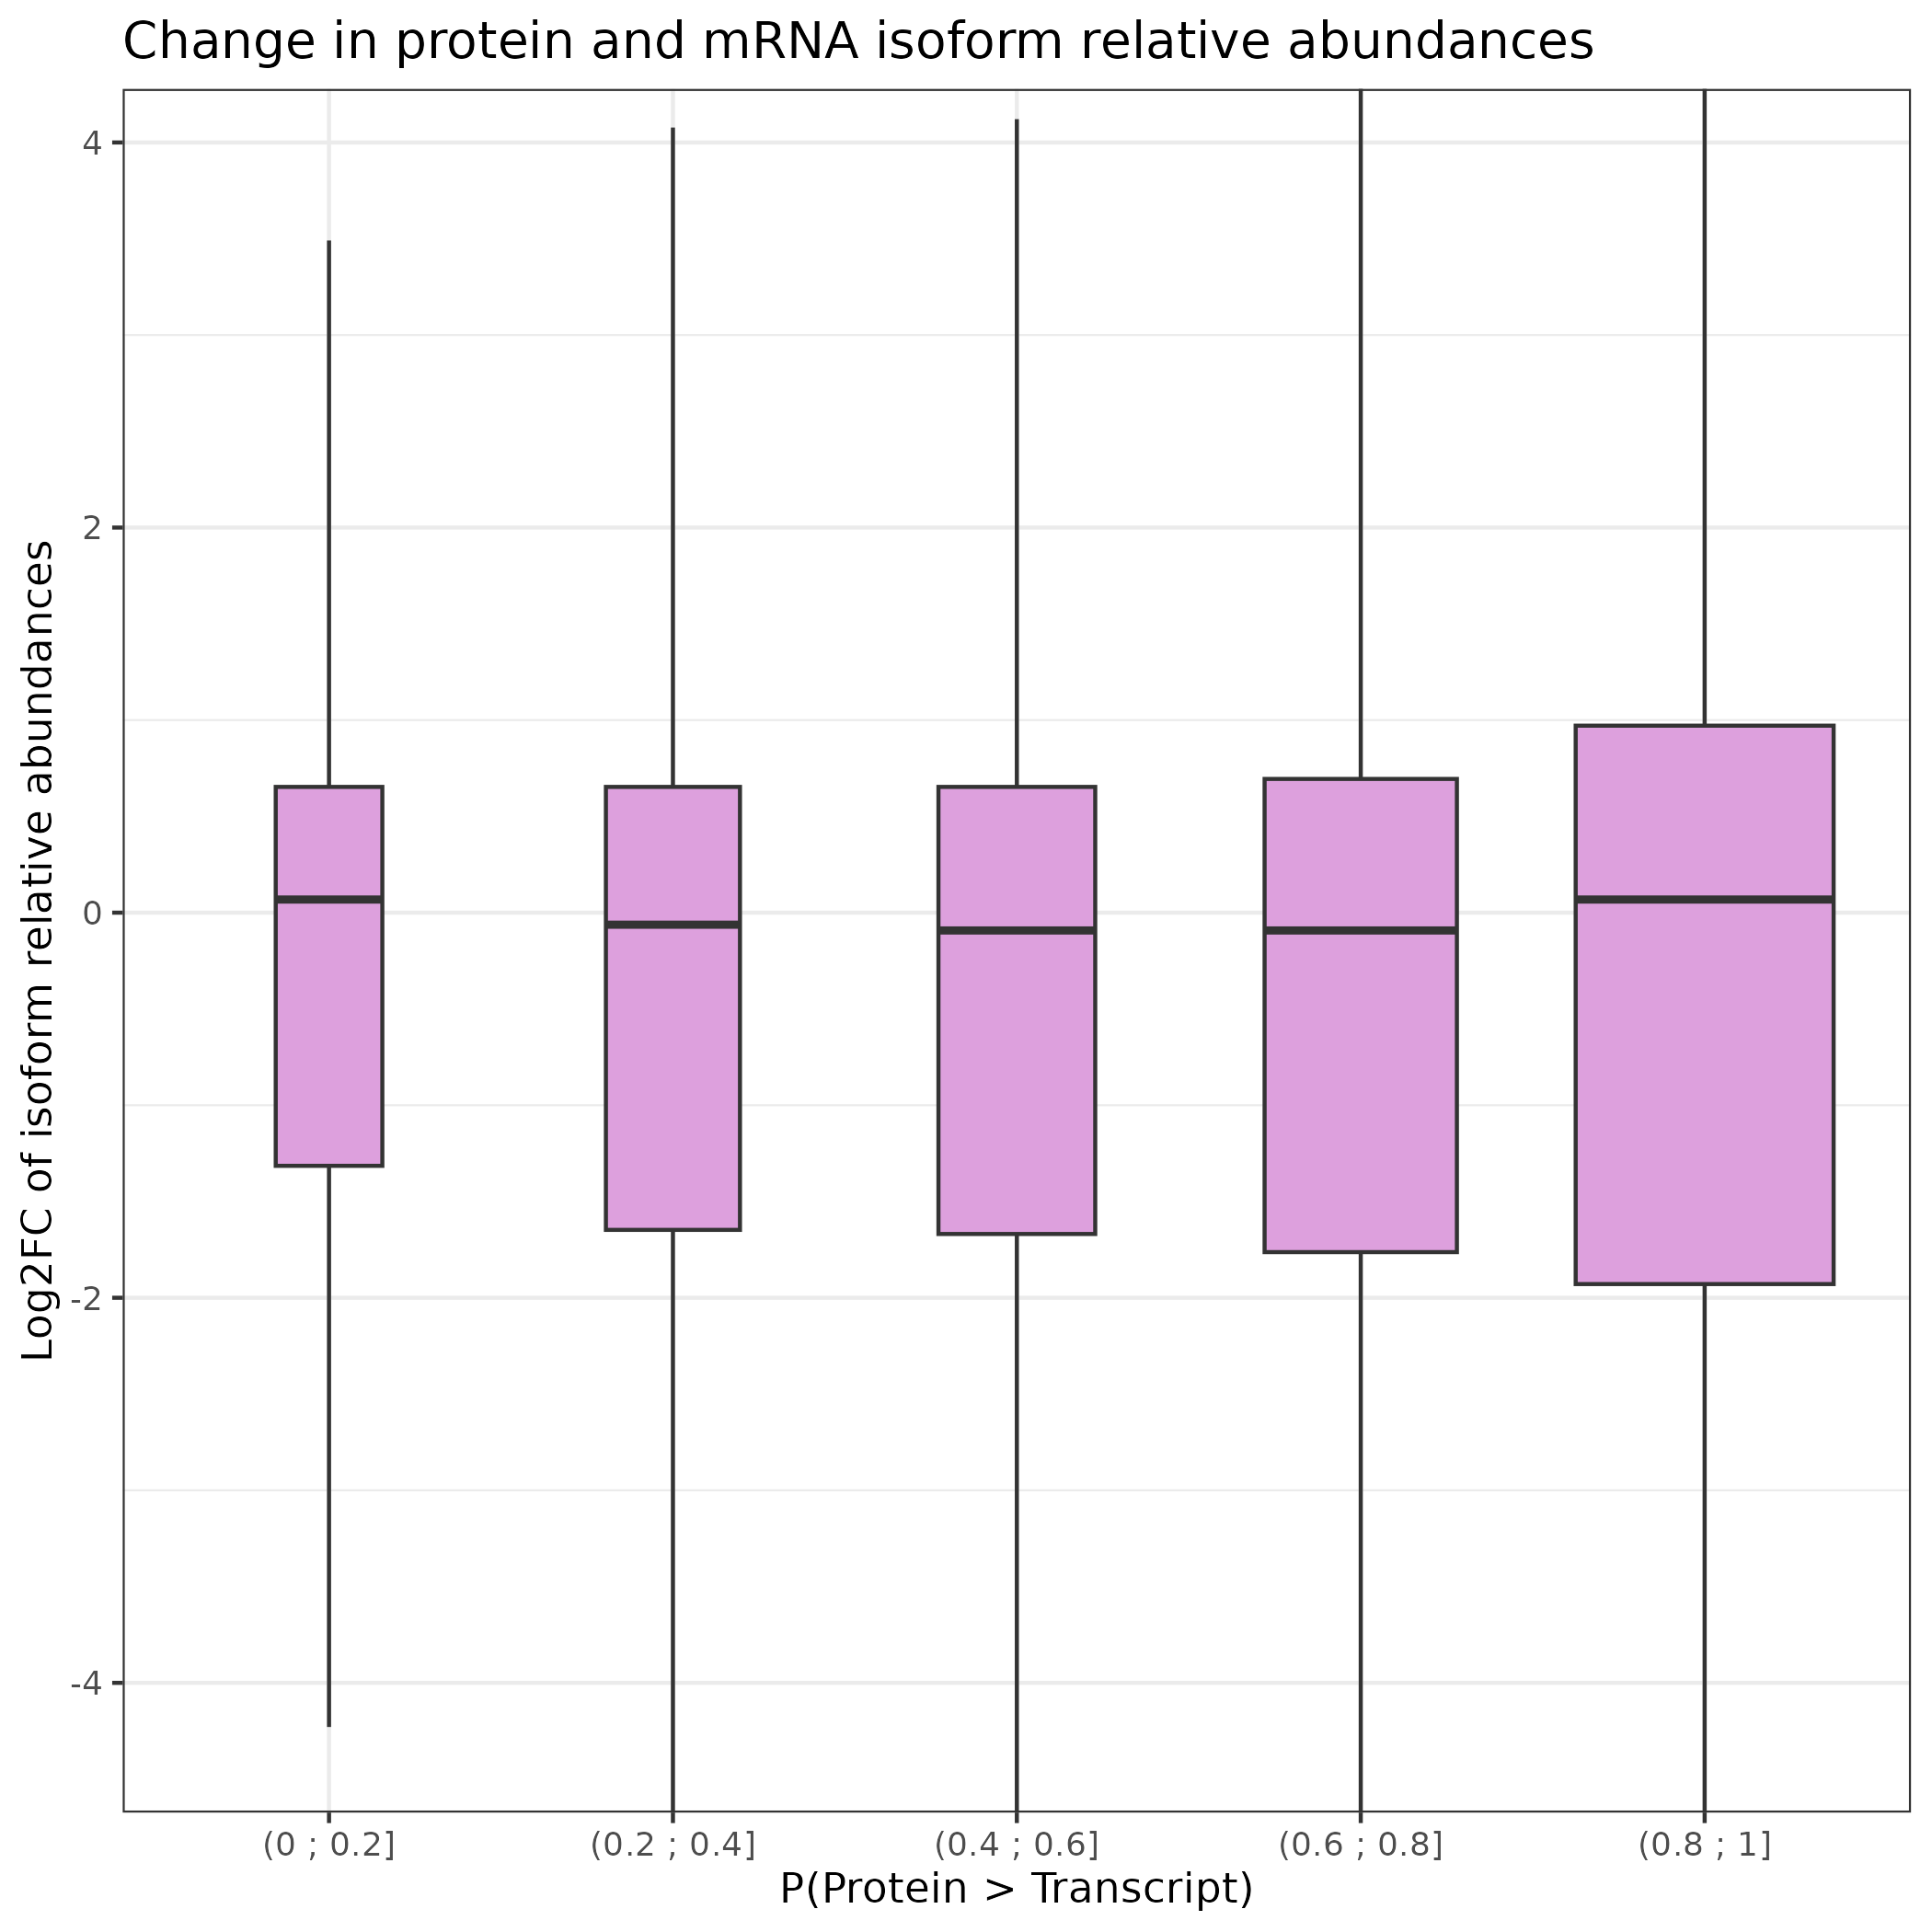 Change in protein and mRNA isoform relative abundances
Log2FC of isoform relative abundances
4
2
0
-2
-4
(0 ; 0.2]
(0.2 ; 0.4]
(0.4 ; 0.6]
(0.6 ; 0.8]
(0.8 ; 1]
P(Protein > Transcript)